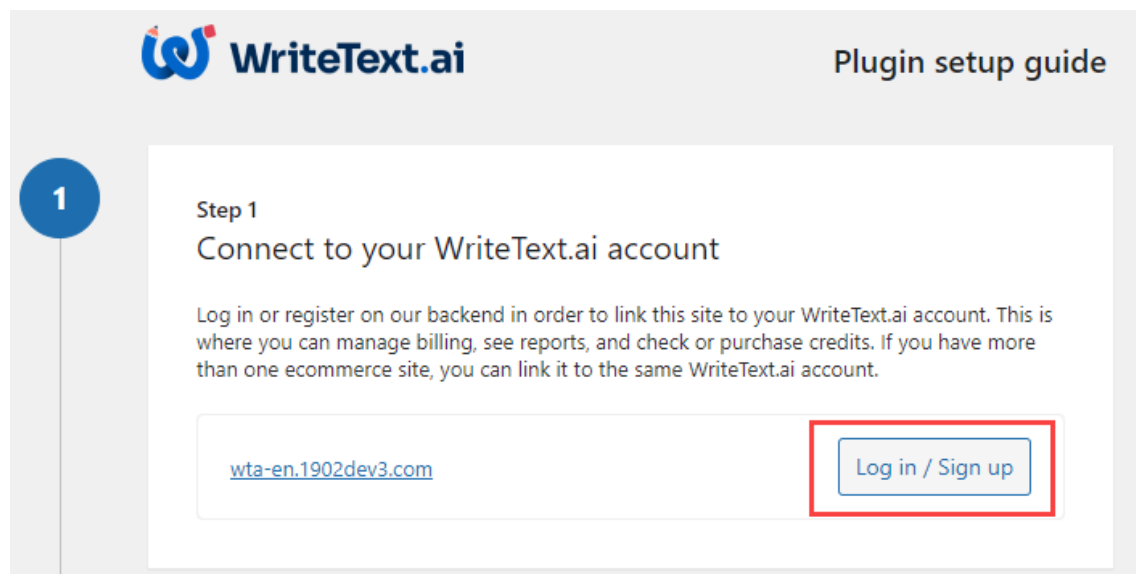 WriteText.ai
Plugin setup guide
1
Step 1
Connect to your WriteText.ai account
Log in or register on our backend in order to link this site to your WriteText.ai account. This is
where you can manage billing, see reports, and check or purchase credits. If you have more
than one ecommerce site, you can link it to the same WriteText.ai account.
wta-en.1902dev3.com
Log in / Sign up